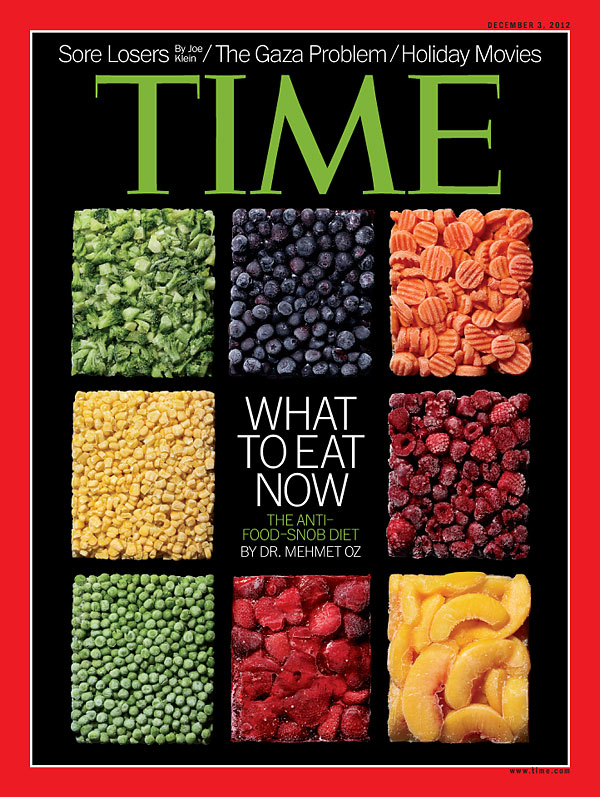 DECEMBER 3, 2012
Sore Losers By Joe Klein / The Gaza Problem / Holiday Movies
TIME
WHAT
TO EAT
NOW
THE ANTI-
FOOD-SNOB DIET
BY DR. MEHMET OZ
www.time.com